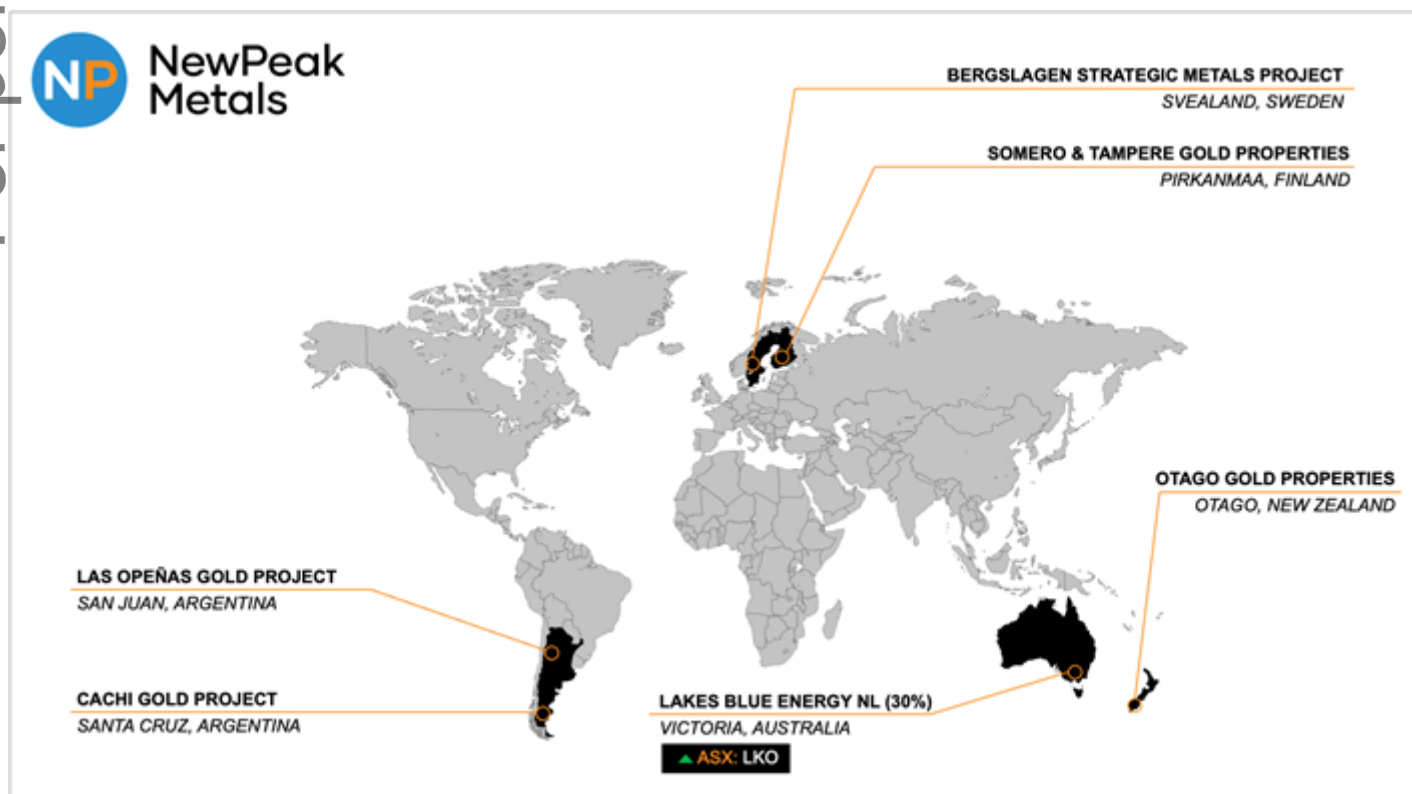 NP NewPeak
Metals
BERGSLAGEN STRATEGIC METALS PROJECT
SVEALAND, SWEDEN
SOMERO & TAMPERE GOLD PROPERTIES
PIRKANMAA, FINLAND
OTAGO GOLD PROPERTIES
OTAGO, NEW ZEALAND
LAS OPEÑAS GOLD PROJECT
SAN JUAN, ARGENTINA
CACHI GOLD PROJECT
SANTA CRUZ, ARGENTINA
LAKES BLUE ENERGY NL (30%)
VICTORIA, AUSTRALIA
ASX: LKO